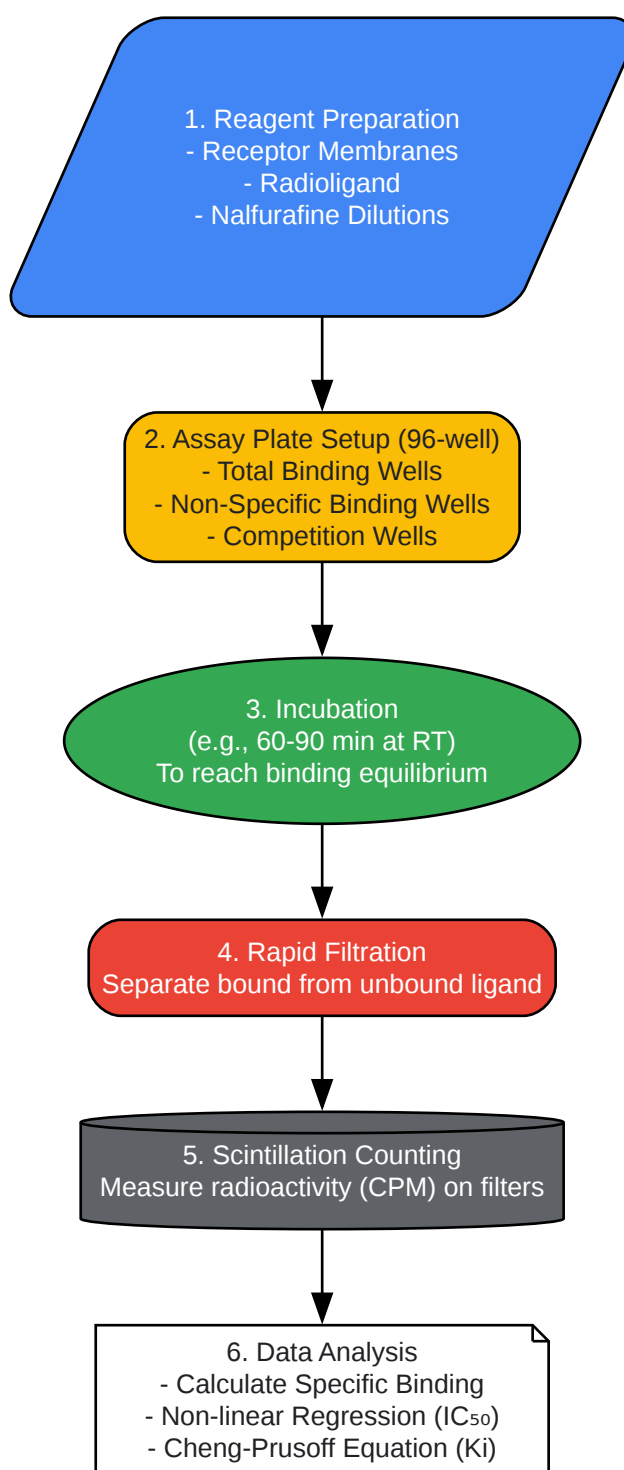 1. Reagent Preparation
- Receptor Membranes
- Radioligand
- Nalfurafine Dilutions
2. Assay Plate Setup (96-well)
- Total Binding Wells
- Non-Specific Binding Wells
- Competition Wells
3. Incubation
(e.g., 60-90 min at RT)
To reach binding equilibrium
4. Rapid Filtration
Separate bound from unbound ligand
5. Scintillation Counting
Measure radioactivity (CPM) on filters
6. Data Analysis
- Calculate Specific Binding
- Non-linear Regression (IC₅₀)
- Cheng-Prusoff Equation (Ki)